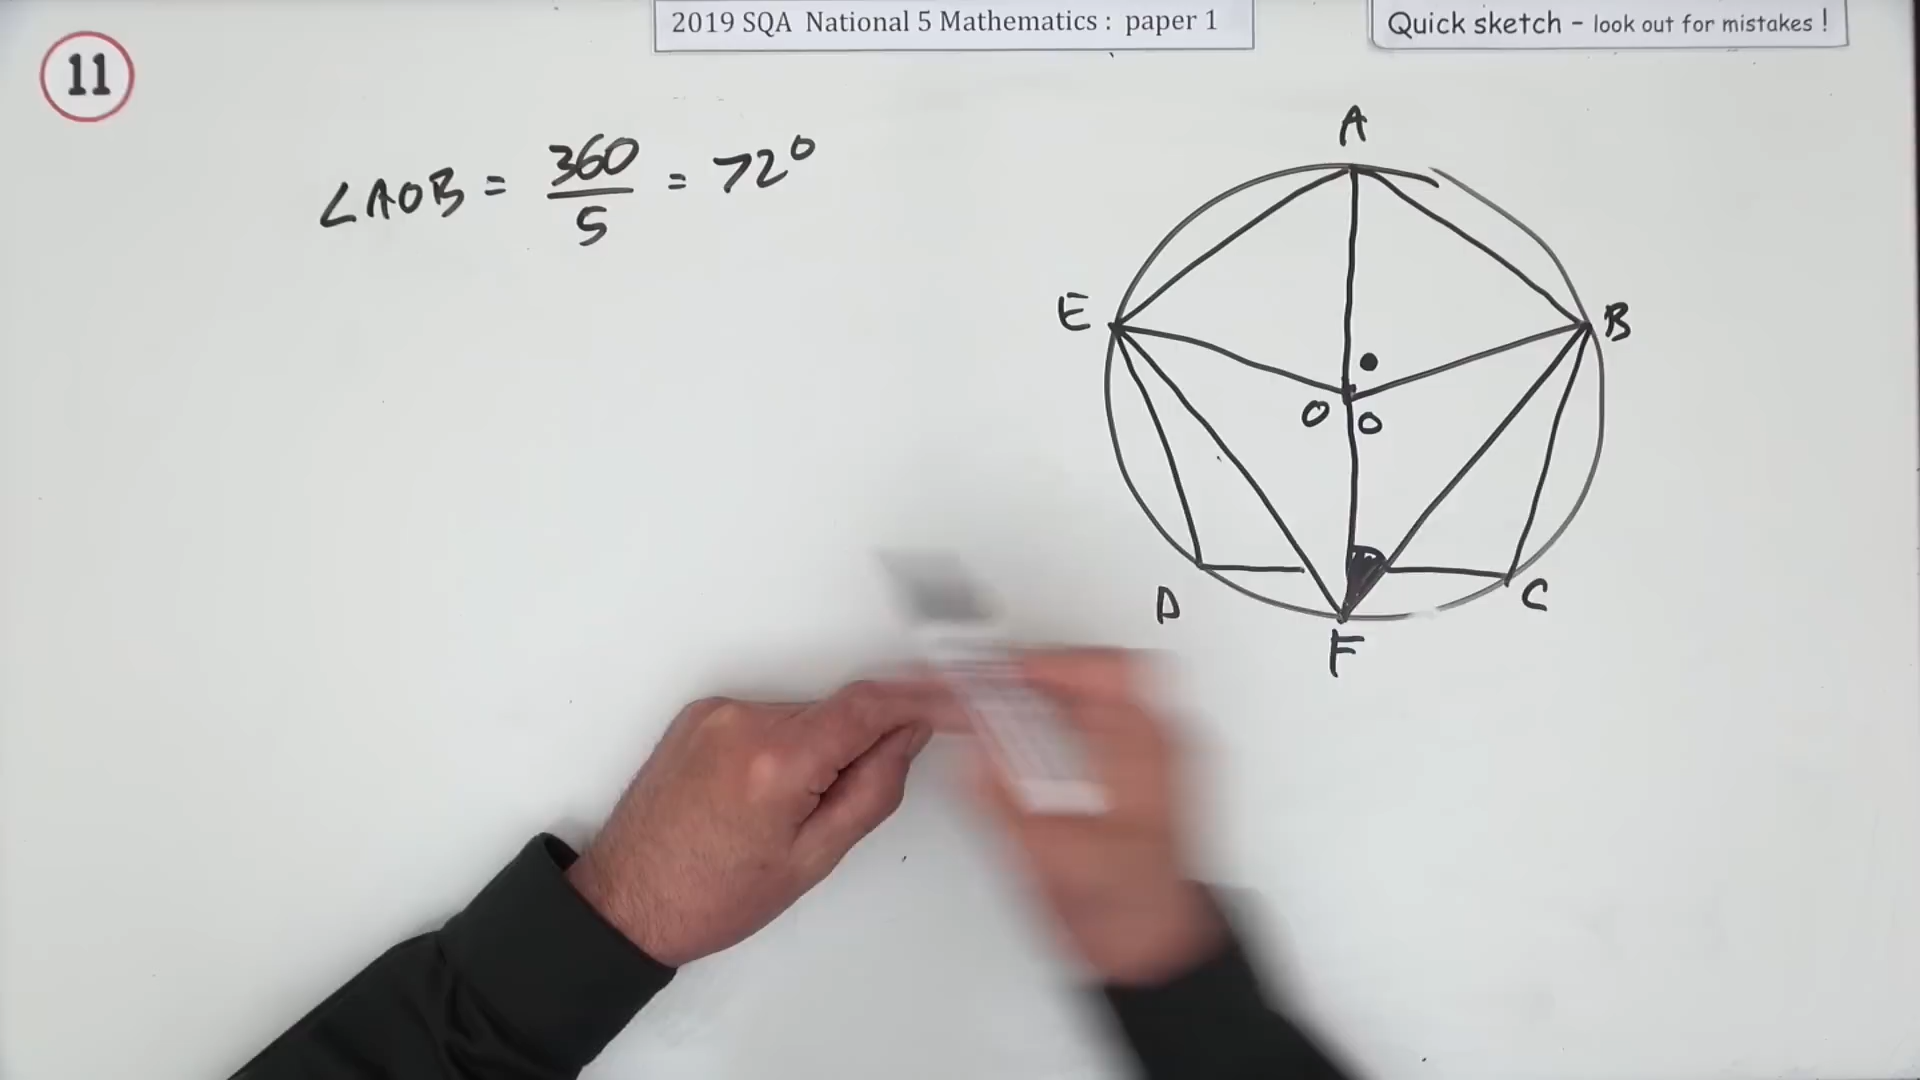 2019 SQA National 5 Mathematics : paper 1
Quick sketch – look out for mistakes !
11
∠AOB = 360/5 = 72°
A
E
B
O
D
C
F